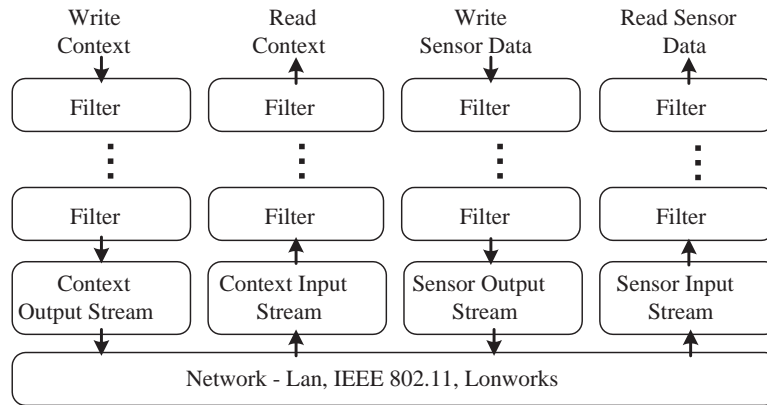 Write Context
Read Context
Write Sensor Data
Read Sensor Data
Filter
Filter
Filter
Filter
Filter
Filter
Filter
Filter
Context Output Stream
Context Input Stream
Sensor Output Stream
Sensor Input Stream
Network - Lan, IEEE 802.11, Lonworks